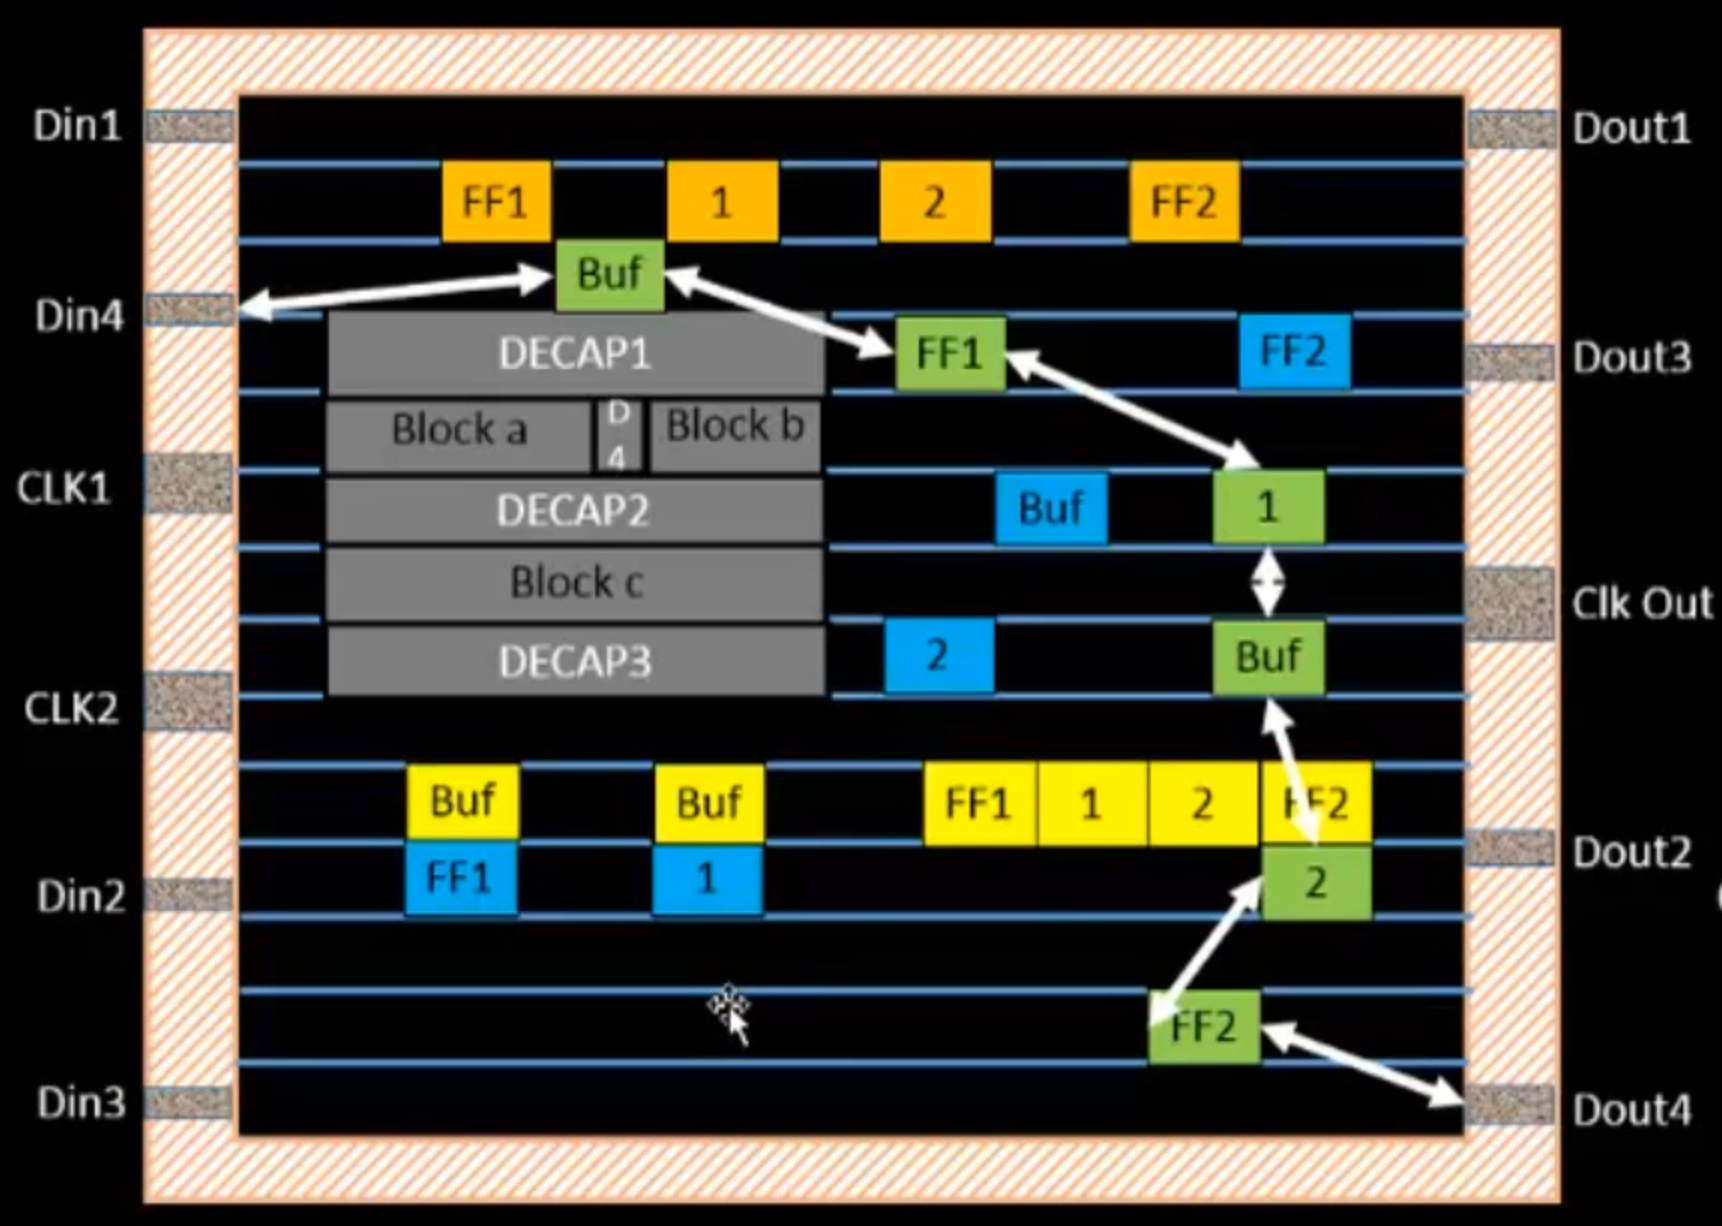 Din1
Dout1
FF1 1 2 FF2
Buf
Din4
DECAP1 FF1 FF2
Dout3
Block a D4 Block b
CLK1
DECAP2 Buf 1
Block c
Clk Out
DECAP3 2 Buf
CLK2
Buf Buf FF1 1 2 FF2
Dout2
Din2
FF1 1 2
FF2
Din3
Dout4